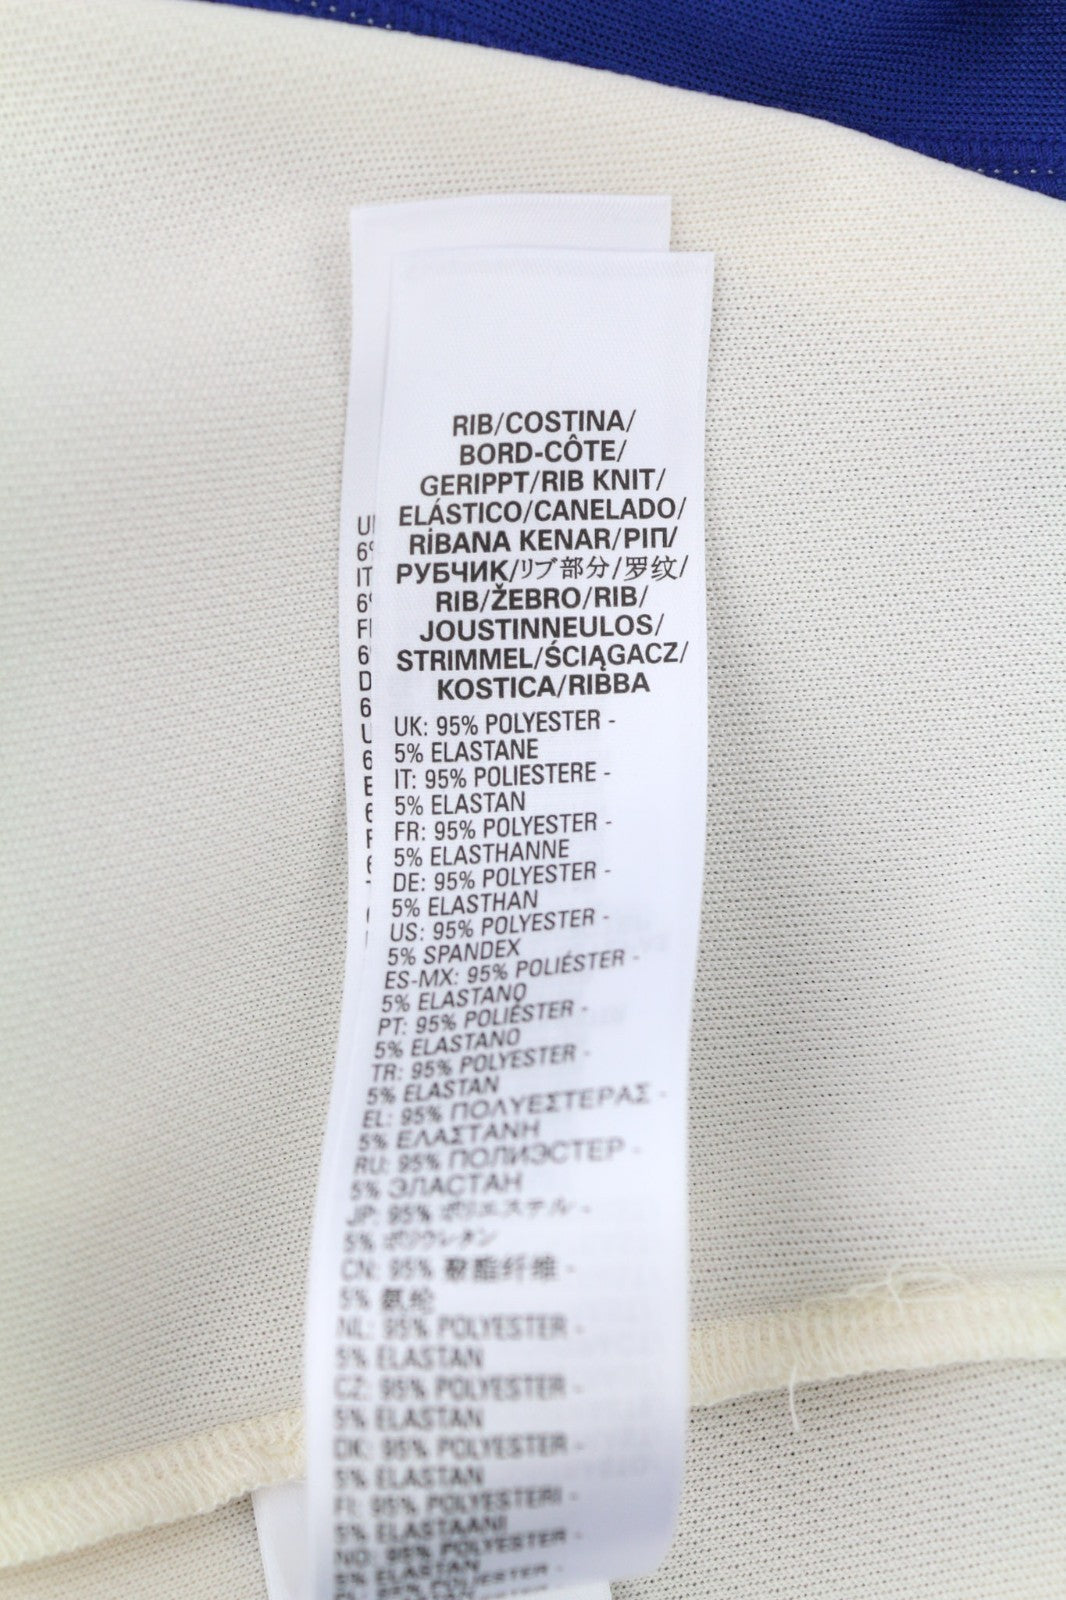 RIB/COSTINA/
BORD-CÔTE/
GERIPPT/RIB KNIT/
ELÁSTICO/CANELADO/
RİBANA KENAR/ΡΙΠ/
РУБЧИК/リブ部分/罗纹/
RIB/ŽEBRO/RIB/
JOUSTINNEULOS/
STRIMMEL/ŚCIĄGACZ/
KOSTICA/RIBBA
UK: 95% POLYESTER -
5% ELASTANE
IT: 95% POLIESTERE -
5% ELASTAN
FR: 95% POLYESTER -
5% ELASTHANNE
DE: 95% POLYESTER -
5% ELASTHAN
US: 95% POLYESTER -
5% SPANDEX
ES-MX: 95% POLIÉSTER -
5% ELASTANO
PT: 95% POLIÉSTER -
5% ELASTANO
TR: 95% POLYESTER -
5% ELASTAN
EL: 95% ΠΟΛΥΕΣΤΕΡΑΣ -
5% ΕΛΑΣΤΑΝΗ
RU: 95% ПОЛИЭСТЕР -
5% ЭЛАСТАН
JP: 95% ポリエステル -
5% ポリウレタン
CN: 95% 聚酯纤维 -
5% 氨纶
NL: 95% POLYESTER -
5% ELASTAN
CZ: 95% POLYESTER -
5% ELASTAN
DK: 95% POLYESTER -
5% ELASTAN
FI: 95% POLYESTERI -
5% ELASTAANI
NO: 95% POLYESTER -
5% ELASTAN